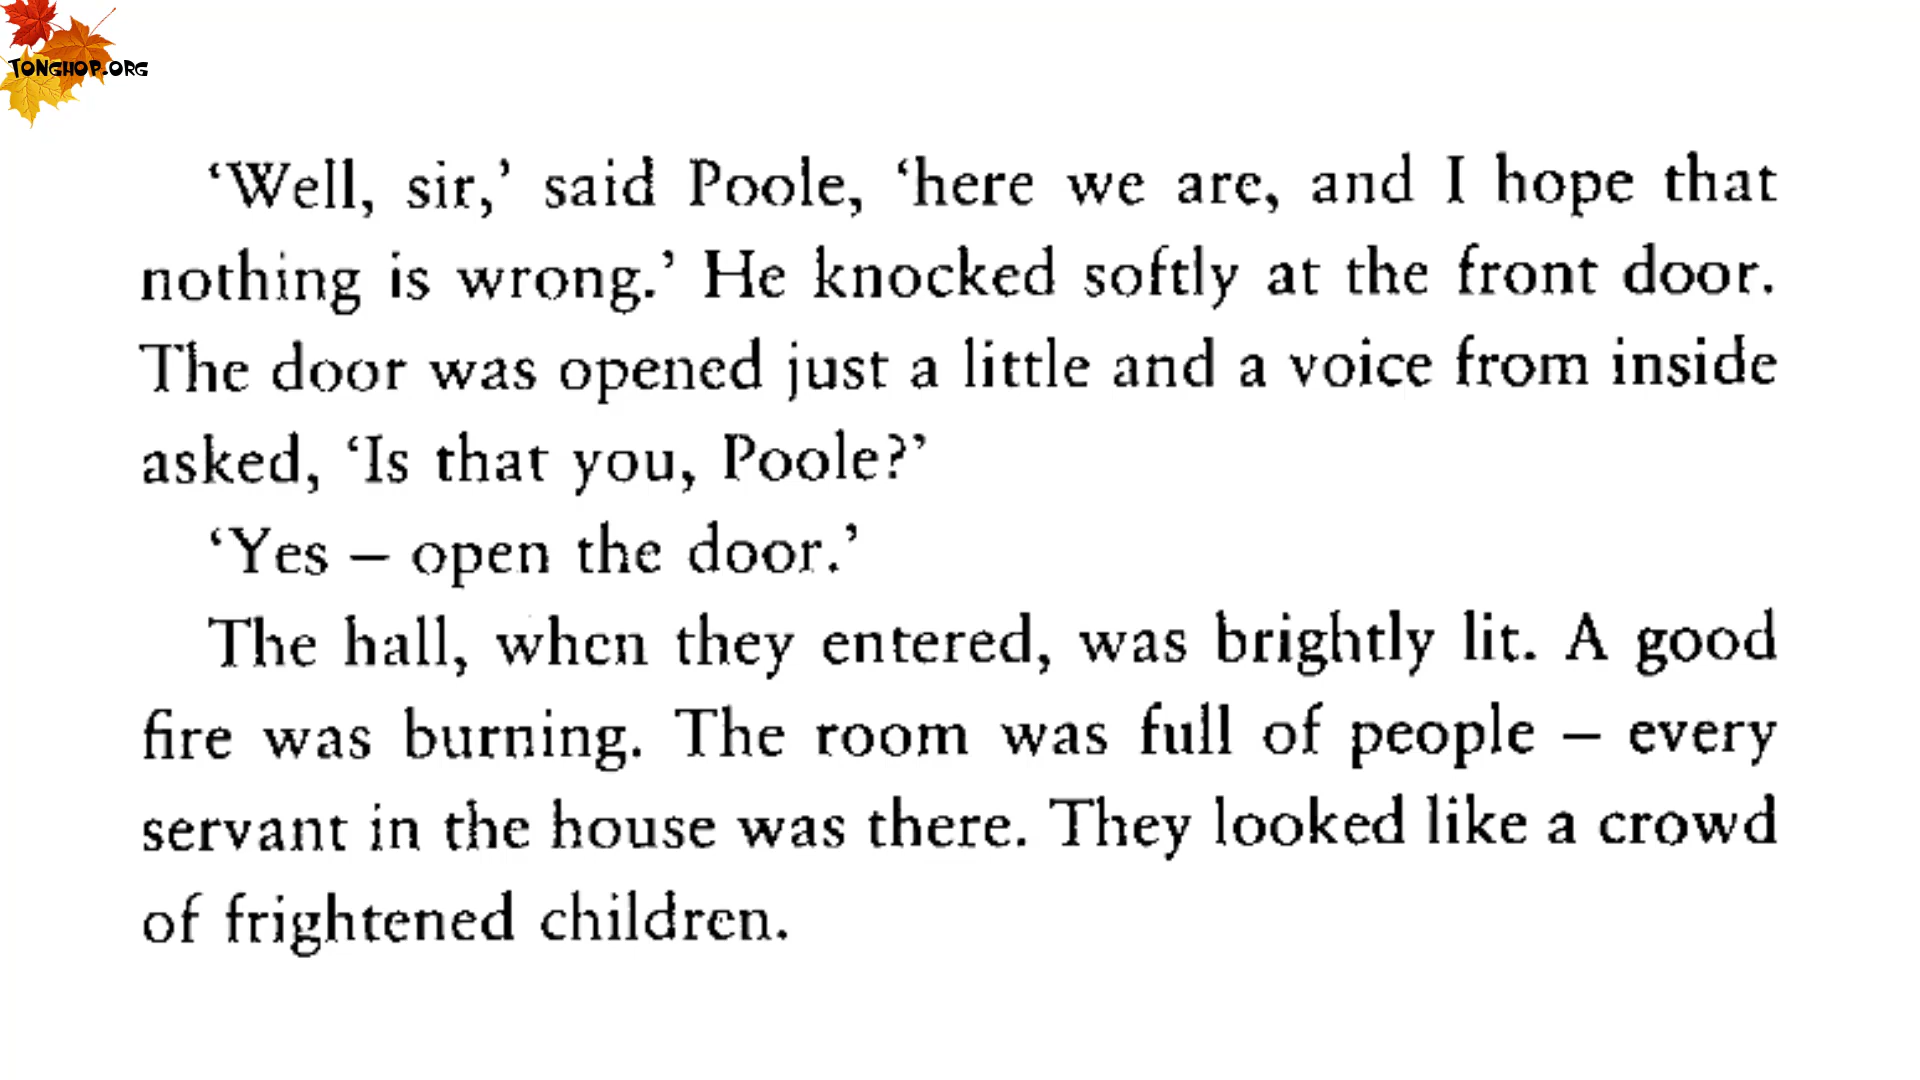 TONGHOP.ORG
‘Well, sir,’ said Poole, ‘here we are, and I hope that
nothing is wrong.’ He knocked softly at the front door.
The door was opened just a little and a voice from inside
asked, ‘Is that you, Poole?’
‘Yes – open the door.’
The hall, when they entered, was brightly lit. A good
fire was burning. The room was full of people – every
servant in the house was there. They looked like a crowd
of frightened children.